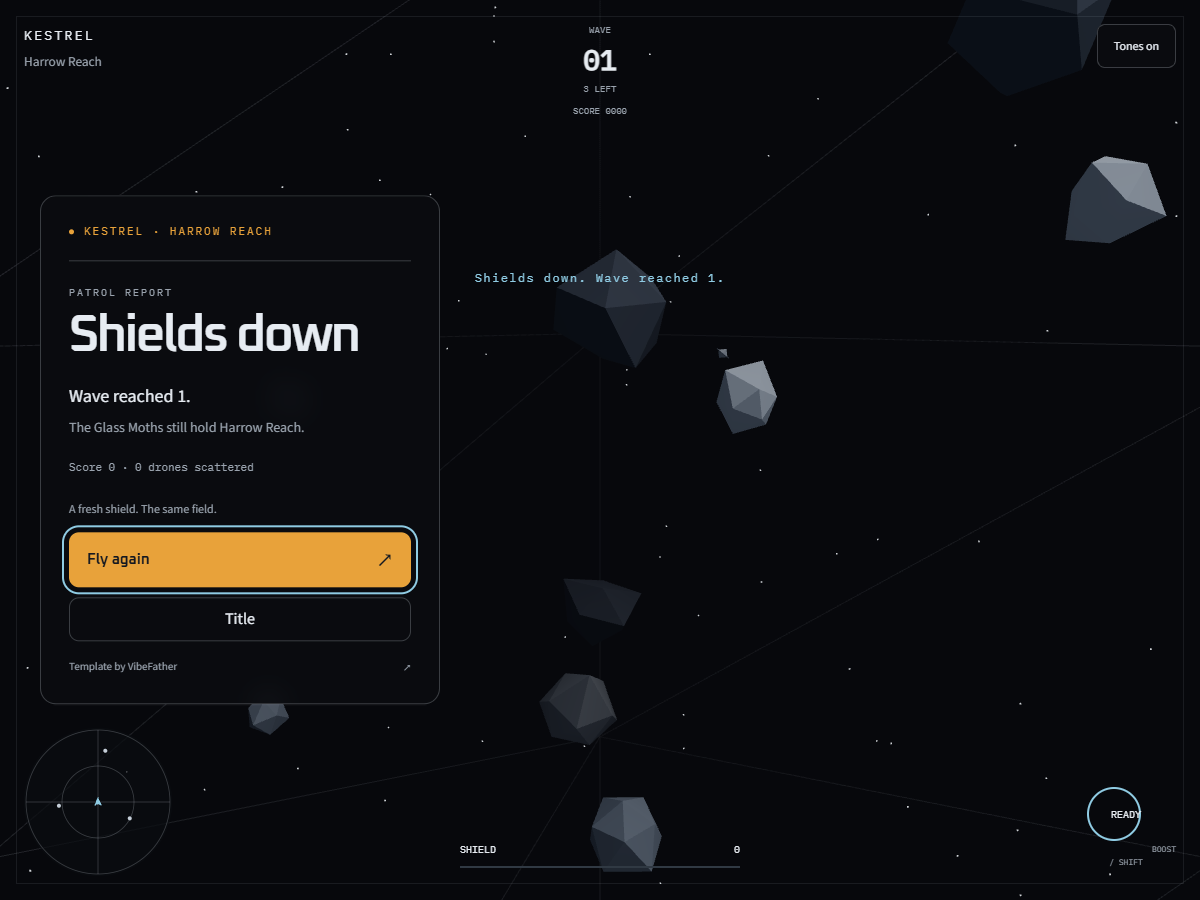 KESTREL
Harrow Reach
WAVE
01
3 LEFT
SCORE 0000
Tones on
KESTREL · HARROW REACH
PATROL REPORT
Shields down
Wave reached 1.
The Glass Moths still hold Harrow Reach.
Score 0 · 0 drones scattered
A fresh shield. The same field.
Fly again ↗
Title
Template by VibeFather ↗
Shields down. Wave reached 1.
SHIELD 0
READY
BOOST
/ SHIFT